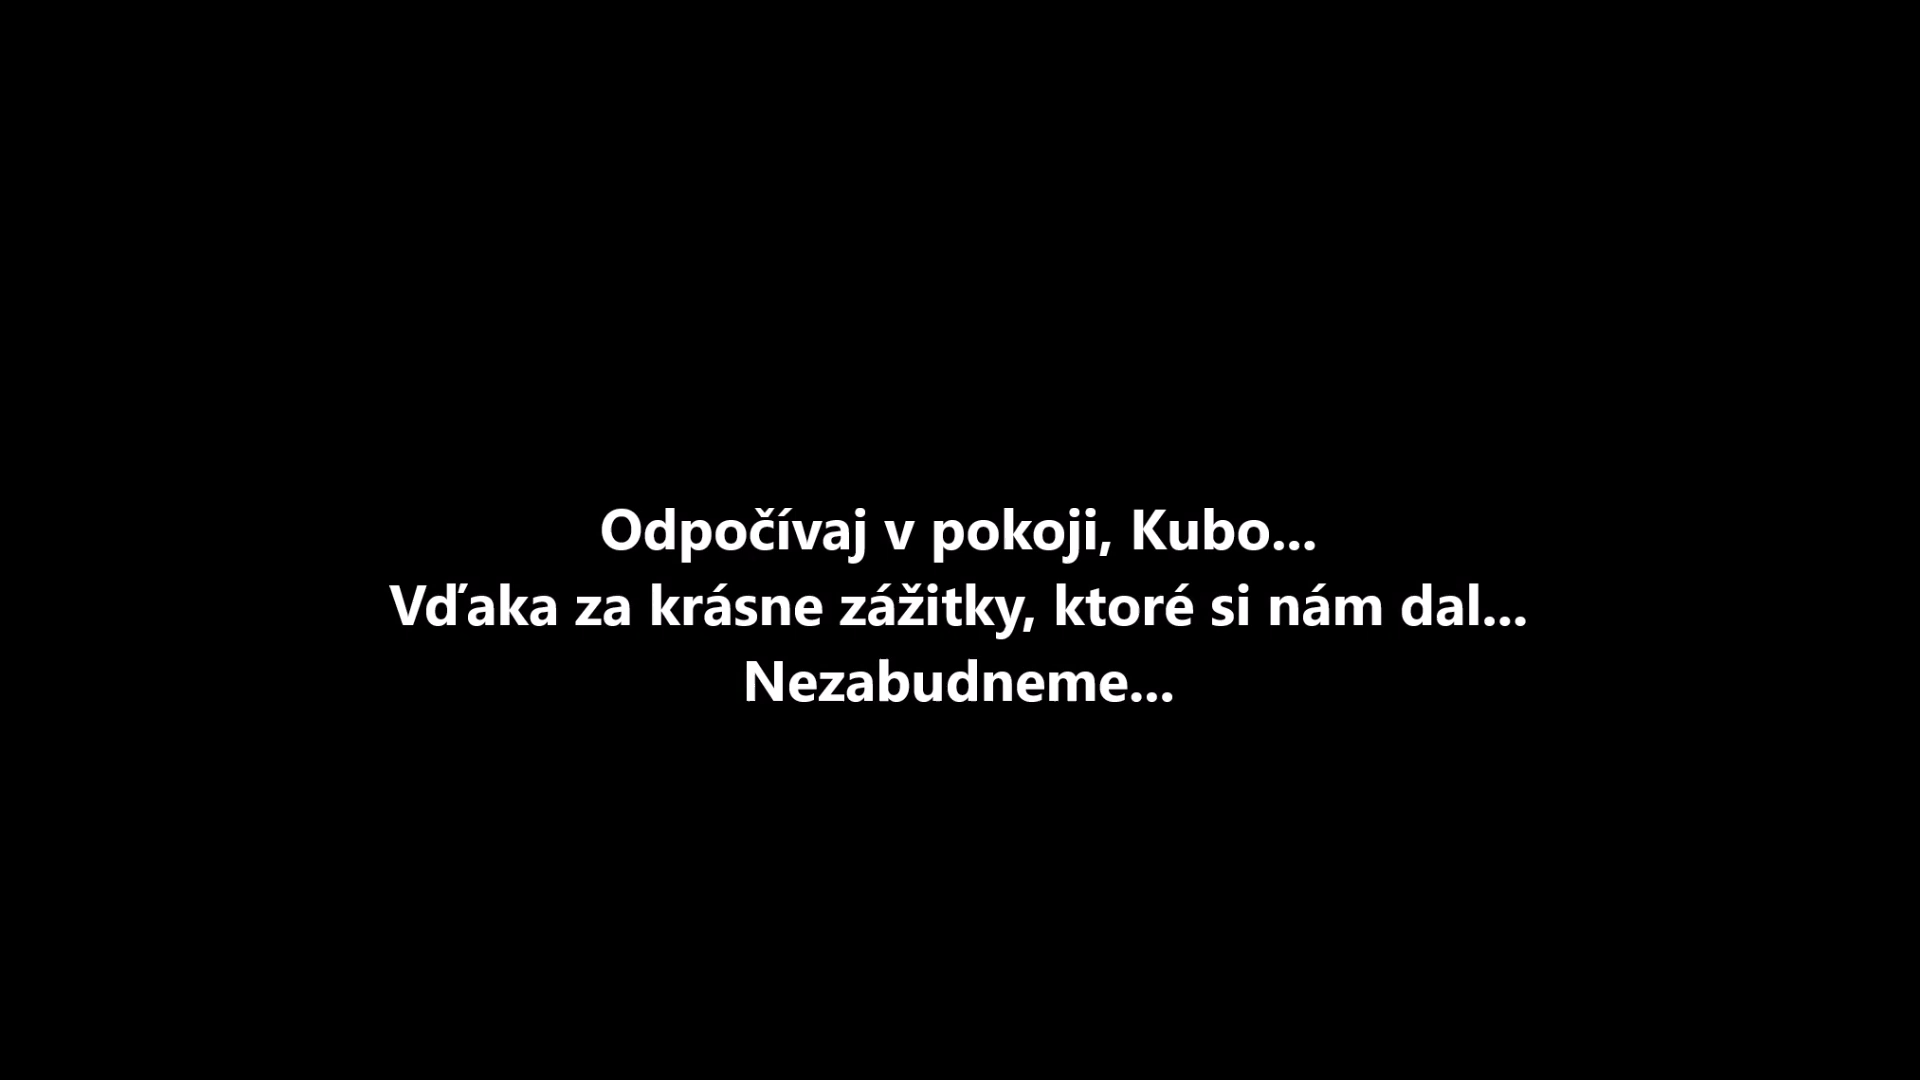 Odpočívaj v pokoji, Kubo...
Vďaka za krásne zážitky, ktoré si nám dal...
Nezabudneme...